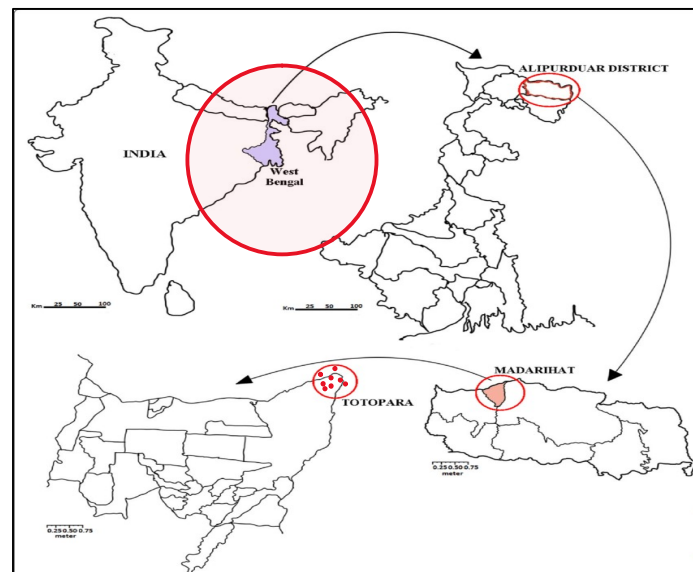 ALIPURDUAR DISTRICT
INDIA
West
Bengal
Km 25 50 100
Km 25 50 100
MADARIHAT
TOTOPARA
0.25 0.50 0.75
meter
0.25 0.50 0.75
meter